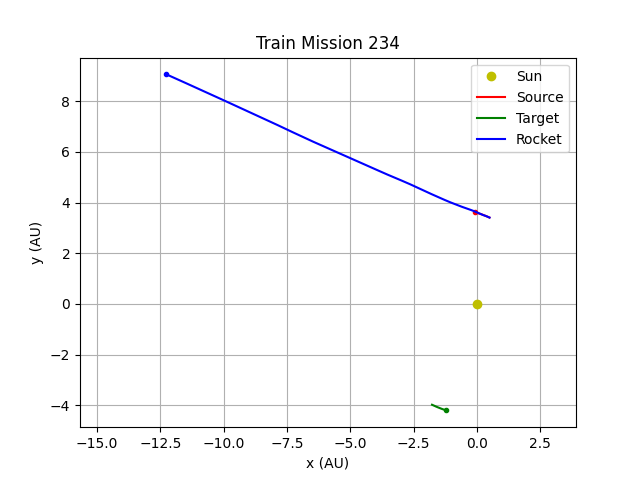 Train Mission 234
Sun
Source
Target
Rocket
y (AU)
8
6
4
2
0
−2
−4
−15.0 −12.5 −10.0 −7.5 −5.0 −2.5 0.0 2.5
x (AU)